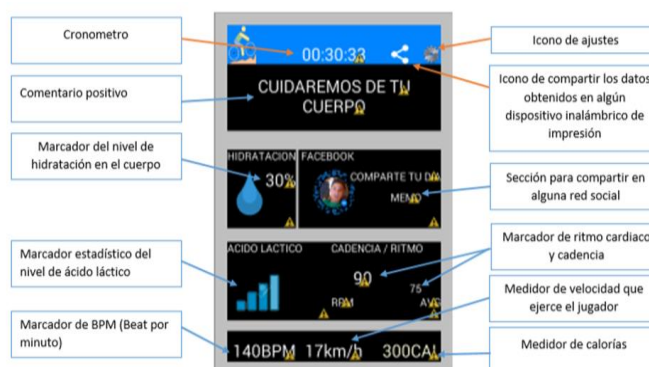 Cronometro
Comentario positivo
Marcador del nivel de
hidratación en el cuerpo
Marcador estadístico del
nivel de ácido láctico
Marcador de BPM (Beat por
minuto)
00:30:33
CUIDAREMOS DE TU
CUERPO
HIDRATACION
30%
FACEBOOK
COMPARTE TU DIA
MEMO
ACIDO LACTICO
CADENCIA / RITMO
90
75
RPM
AVG
140BPM
17km/h
300CAL
Icono de ajustes
Icono de compartir los datos
obtenidos en algún
dispositivo inalámbrico de
impresión
Sección para compartir en
alguna red social
Marcador de ritmo cardiaco
y cadencia
Medidor de velocidad que
ejerce el jugador
Medidor de calorías